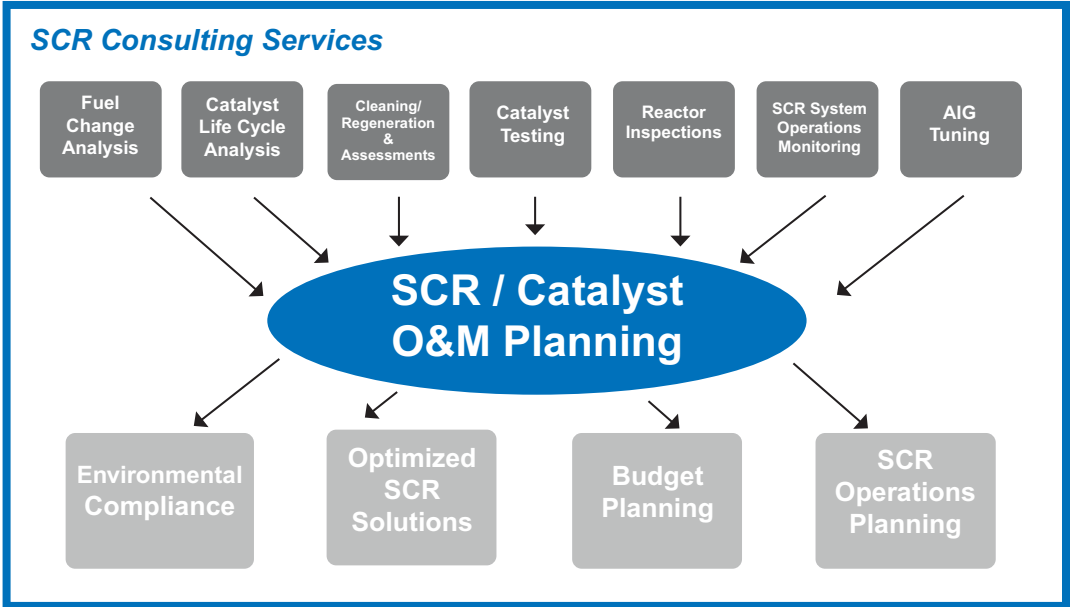 SCR Consulting Services
Fuel
Change
Analysis
Catalyst
Life Cycle
Analysis
Cleaning/
Regeneration
&
Assessments
Catalyst
Testing
Reactor
Inspections
SCR System
Operations
Monitoring
AIG
Tuning
SCR / Catalyst
O&M Planning
Environmental
Compliance
Optimized
SCR
Solutions
Budget
Planning
SCR
Operations
Planning